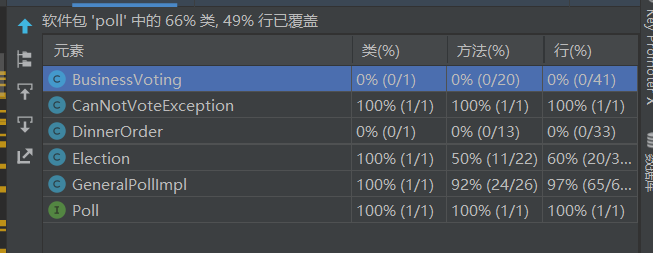 软件包 'poll' 中的 66% 类, 49% 行已覆盖
元素 类(%) 方法(%) 行(%)
C BusinessVoting 0% (0/1) 0% (0/20) 0% (0/41)
C CanNotVoteException 100% (1/1) 100% (1/1) 100% (1/1)
C DinnerOrder 0% (0/1) 0% (0/13) 0% (0/33)
C Election 100% (1/1) 50% (11/22) 60% (20/3...
C GeneralPollImpl 100% (1/1) 92% (24/26) 97% (65/6...
I Poll 100% (1/1) 100% (1/1) 100% (1/1)
Key Promoter X
数据库